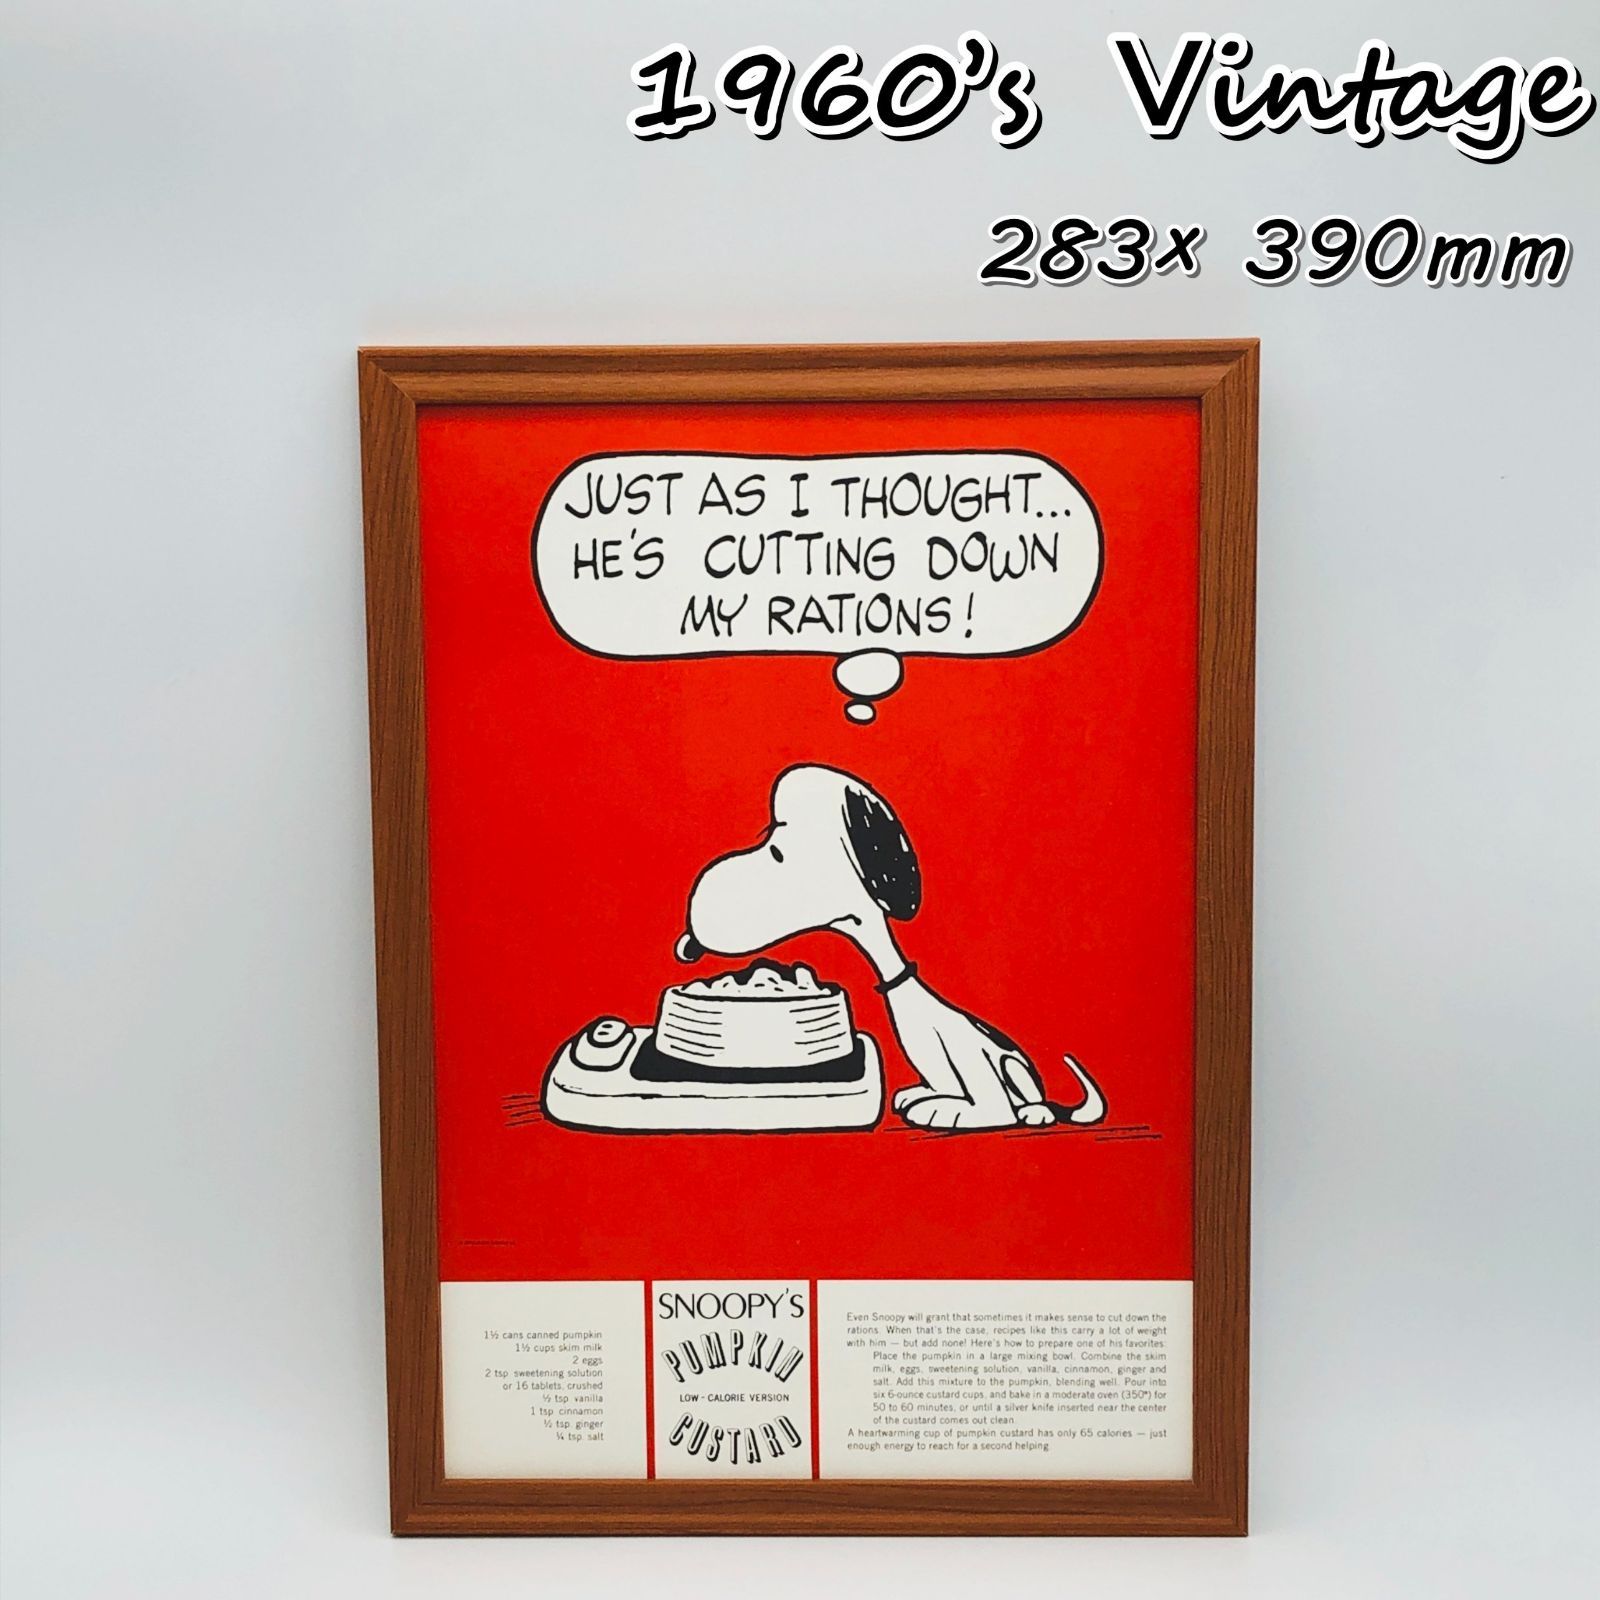 1960's Vintage
283× 390mm
JUST AS I THOUGHT...
HE'S CUTTING DOWN
MY RATIONS!
1½ cans canned pumpkin
1½ cups skim milk
2 eggs
2 tsp sweetening solution
or 16 tablets, crushed
½ tsp. vanilla
1 tsp cinnamon
½ tsp. ginger
¼ tsp. salt
SNOOPY'S
PUMPKIN
LOW-CALORIE VERSION
CUSTARD
Even Snoopy will grant that sometimes it makes sense to cut down the
rations. When that's the case, recipes like this carry a lot of weight
with him — but add none! Here's how to prepare one of his favorites:
Place the pumpkin in a large mixing bowl. Combine the skim
milk, eggs, sweetening solution, vanilla, cinnamon, ginger and
salt. Add this mixture to the pumpkin, blending well. Pour into
six 6-ounce custard cups, and bake in a moderate oven (350°) for
50 to 60 minutes, or until a silver knife inserted near the center
of the custard comes out clean.
A heartwarming cup of pumpkin custard has only 65 calories — just
enough energy to reach for a second helping.